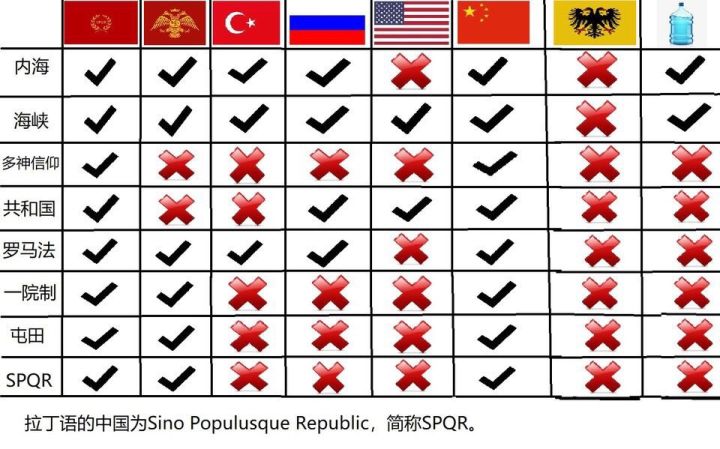 内海
海峡
多神信仰
共和国
罗马法
一院制
屯田
SPQR
拉丁语的中国为Sino Populusque Republic，简称SPQR。